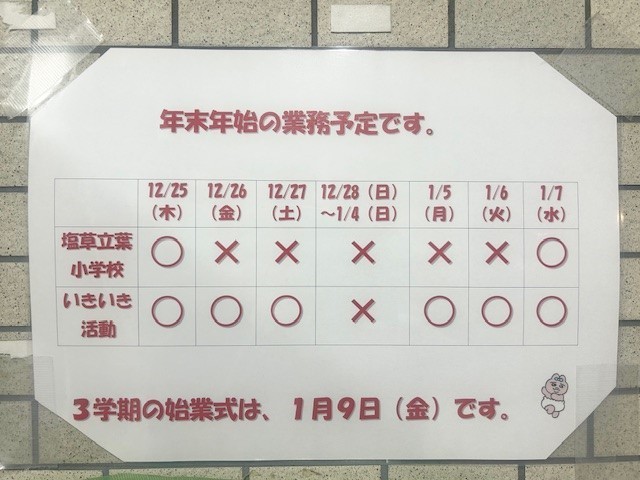 年末年始の業務予定です。
12/25 12/26 12/27 12/28（日） 1/5 1/6 1/7
（木） （金） （土） ～1/4（日） （月） （火） （水）
塩草立葉
小学校 ○ × × × × × ○
いきいき
活動 ○ ○ ○ × ○ ○ ○
３学期の始業式は、１月９日（金）です。